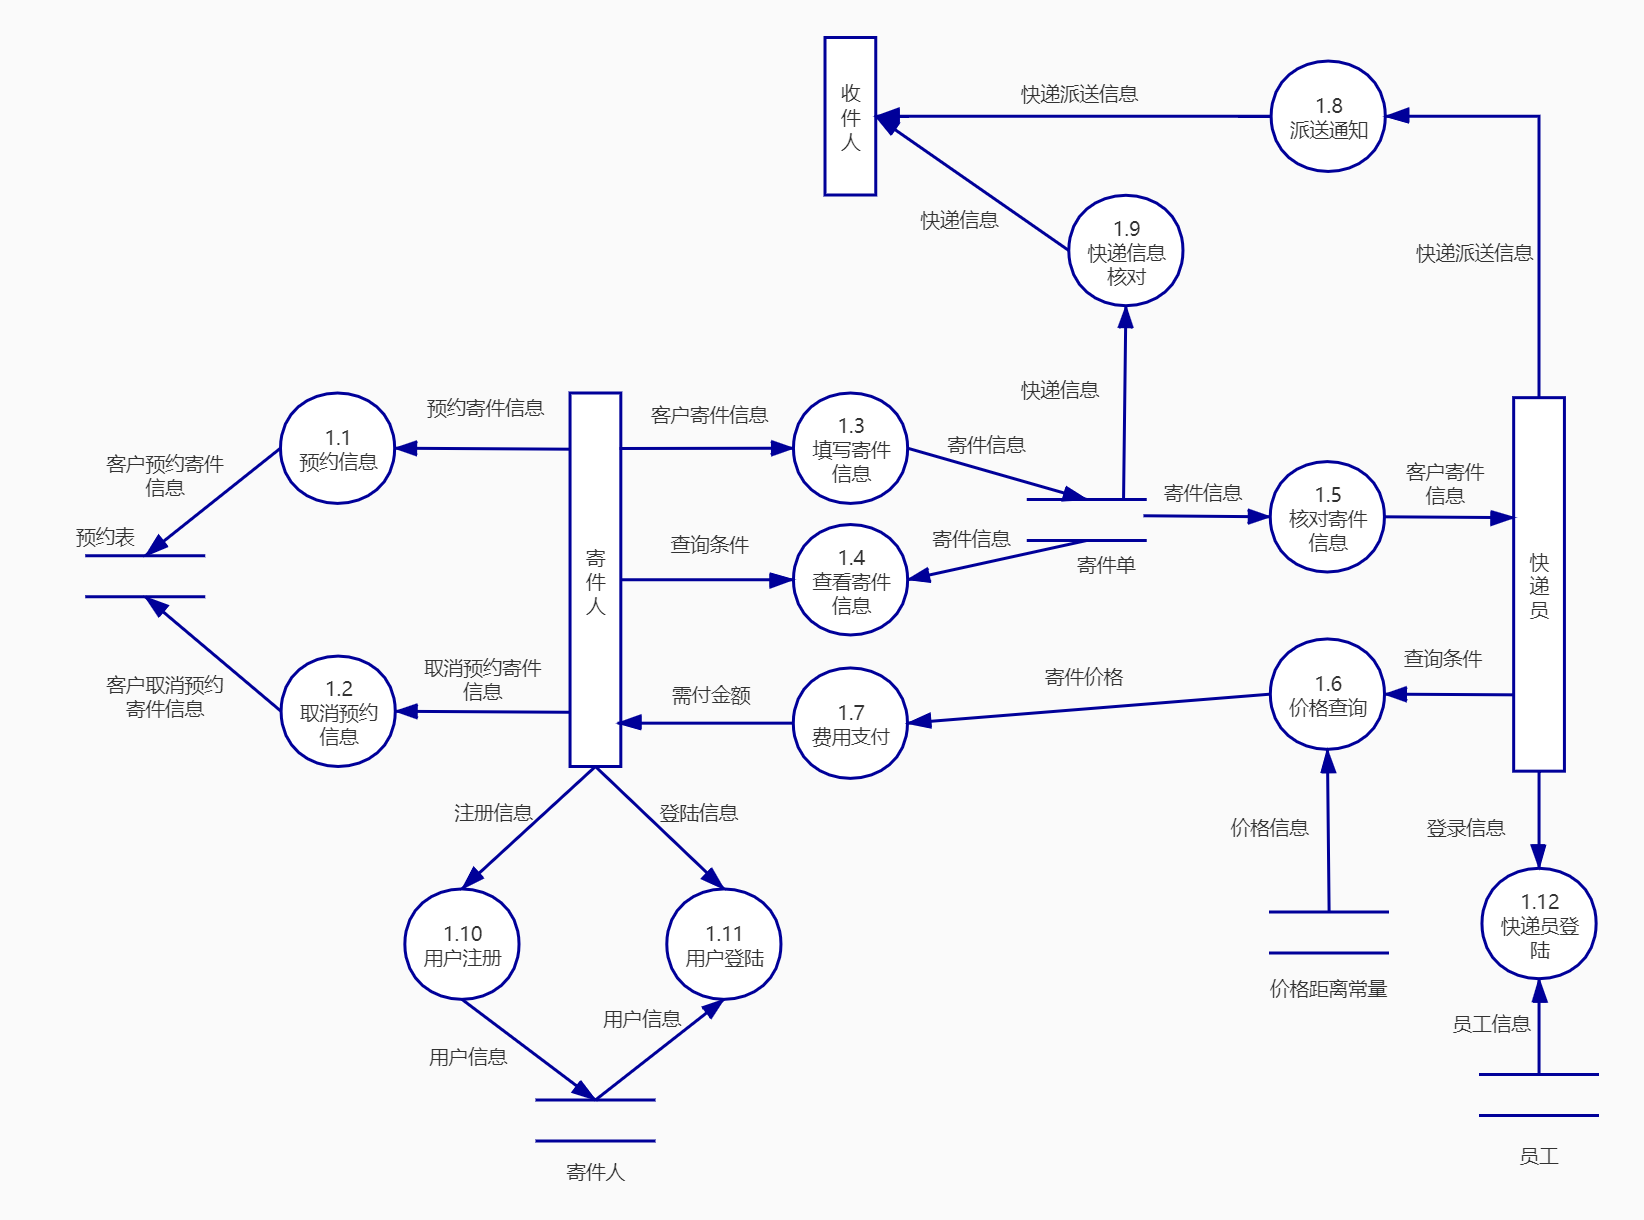 收
件
人
快递派送信息
1.8
派送通知
快递信息
1.9
快递信息
核对
快递派送信息
快递信息
1.1
预约信息
预约寄件信息
客户寄件信息
1.3
填写寄件
信息
寄件信息
客户预约寄件
信息
预约表
寄
件
人
查询条件
1.4
查看寄件
信息
寄件信息
寄件单
寄件信息
1.5
核对寄件
信息
客户寄件
信息
快
递
员
客户取消预约
寄件信息
1.2
取消预约
信息
取消预约寄件
信息
需付金额
1.7
费用支付
寄件价格
1.6
价格查询
查询条件
注册信息
登陆信息
价格信息
登录信息
1.10
用户注册
1.11
用户登陆
1.12
快递员登
陆
价格距离常量
用户信息
用户信息
员工信息
寄件人
员工